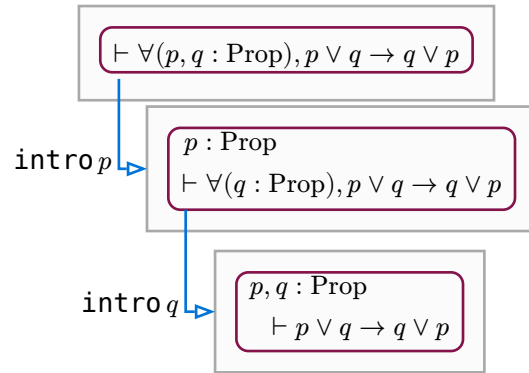 ⊢ ∀(p, q : Prop), p ∨ q → q ∨ p
intro p
p : Prop
⊢ ∀(q : Prop), p ∨ q → q ∨ p
intro q
p, q : Prop
⊢ p ∨ q → q ∨ p